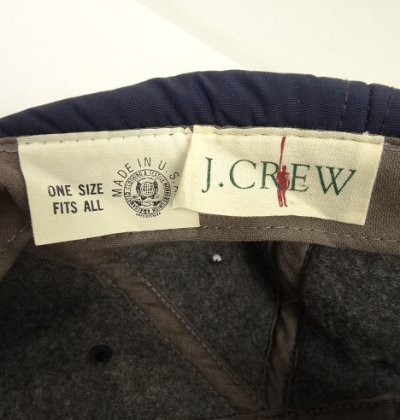 ONE SIZE
FITS ALL
MADE IN U.S.
J.CREW